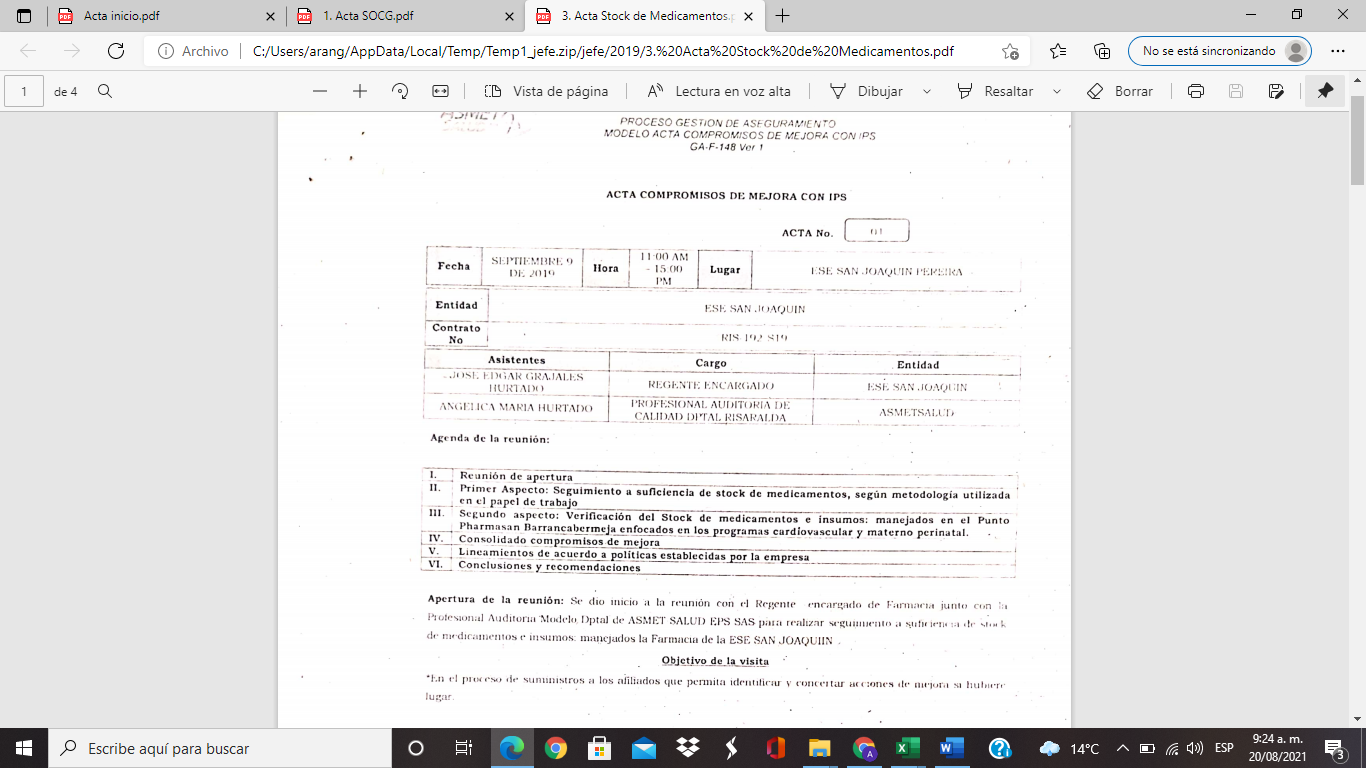 Acta inicio.pdf
1. Acta SOCG.pdf
3. Acta Stock de Medicamentos.p
Archivo
C:/Users/arang/AppData/Local/Temp/Temp1_jefe.zip/jefe/2019/3.%20Acta%20Stock%20de%20Medicamentos.pdf
No se está sincronizando
1 de 4
Vista de página
Lectura en voz alta
Dibujar
Resaltar
Borrar
ASMET
PROCESO GESTION DE ASEGURAMIENTO
MODELO ACTA COMPROMISOS DE MEJORA CON IPS
GA-F-148 Ver 1
ACTA COMPROMISOS DE MEJORA CON IPS
ACTA No. 01
Fecha
SEPTIEMBRE 9
DE 2019
Hora
11:00 AM
- 15:00
PM
Lugar
ESE SAN JOAQUIN PEREIRA
Entidad
ESE SAN JOAQUIN
Contrato
No
RIS-192-S19
Asistentes
Cargo
Entidad
JOSE EDGAR GRAJALES
HURTADO
REGENTE ENCARGADO
ESE SAN JOAQUIN
ANGELICA MARIA HURTADO
PROFESIONAL AUDITORIA DE
CALIDAD DPTAL RISARALDA
ASMETSALUD
Agenda de la reunión:
I. Reunión de apertura
II. Primer Aspecto: Seguimiento a suficiencia de stock de medicamentos, según metodología utilizada
en el papel de trabajo
III. Segundo aspecto: Verificación del Stock de medicamentos e insumos: manejados en el Punto
Pharmasan Barrancabermeja enfocados en los programas cardiovascular y materno perinatal.
IV. Consolidado compromisos de mejora
V. Lineamientos de acuerdo a políticas establecidas por la empresa
VI. Conclusiones y recomendaciones
Apertura de la reunión: Se dio inicio a la reunión con el Regente encargado de Farmacia junto con la
Profesional Auditoria Modelo Dptal de ASMET SALUD EPS SAS para realizar seguimiento a suficiencia de stock
de medicamentos e insumos: manejados la Farmacia de la ESE SAN JOAQUIIN .
Objetivo de la visita
*En el proceso de suministros a los afiliados que permita identificar y concertar acciones de mejora si hubiere
lugar.
Escribe aquí para buscar
14°C
ESP
9:24 a. m.
20/08/2021
3